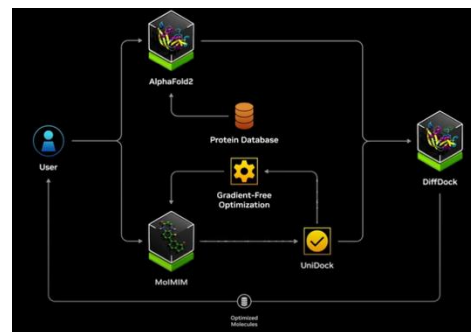 AlphaFold2
Protein Database
User
DiffDock
Gradient-Free
Optimization
MolMIM
UniDock
Optimized
Molecules